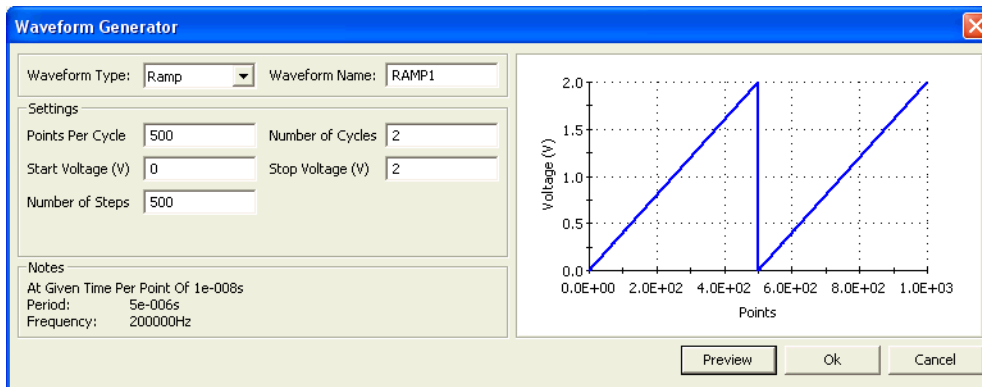 Waveform Generator
Waveform Type: Ramp Waveform Name: RAMP1
Settings
Points Per Cycle 500 Number of Cycles 2
Start Voltage (V) 0 Stop Voltage (V) 2
Number of Steps 500
Notes
At Given Time Per Point Of 1e-008s
Period: 5e-006s
Frequency: 200000Hz
2.0
1.5
1.0
0.5
0.0
Voltage (V)
0.0E+00 2.0E+02 4.0E+02 6.0E+02 8.0E+02 1.0E+03
Points
Preview Ok Cancel